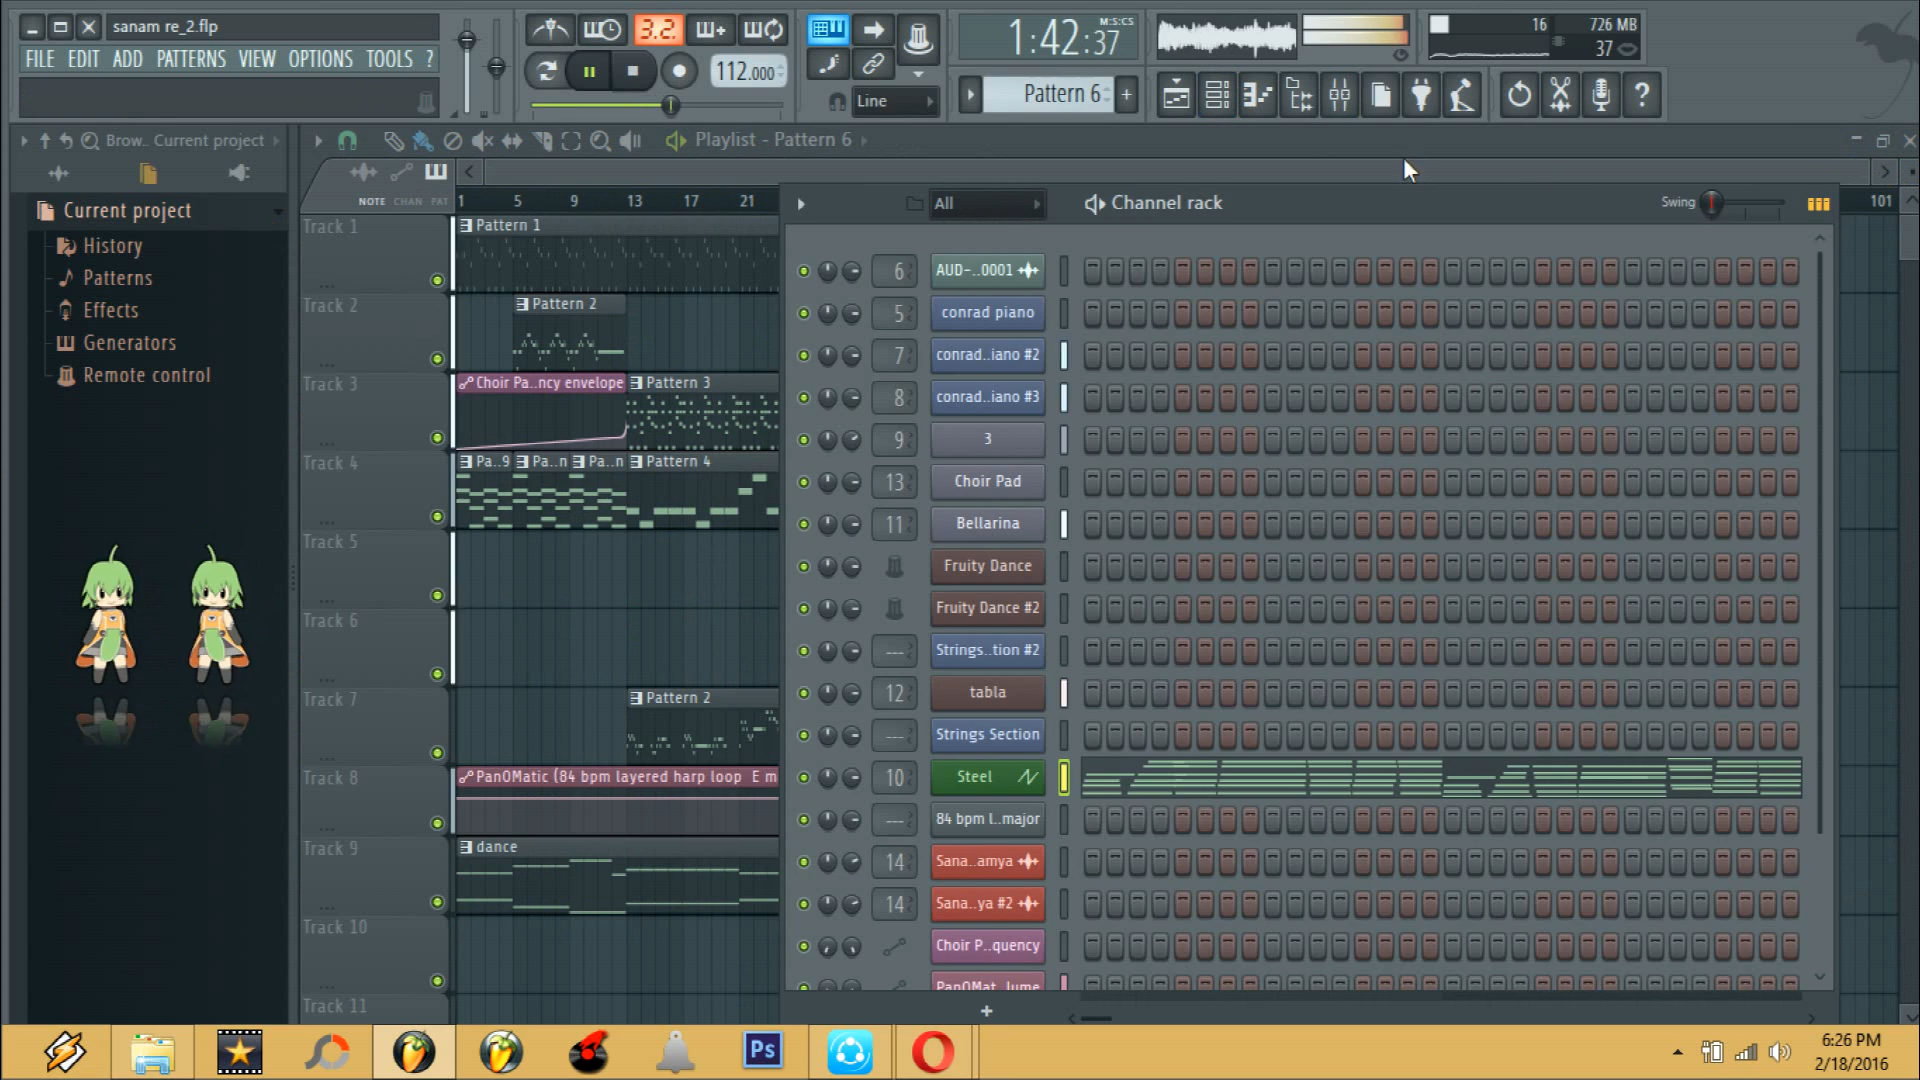 sanam re_2.flp
FILE EDIT ADD PATTERNS VIEW OPTIONS TOOLS ?
3.2.
112.000
Line
1:42:37
M:S:CS
Pattern 6
+
16
726 MB
37
?
Brow.. Current project
Playlist - Pattern 6
Current project
History
Patterns
Effects
Generators
Remote control
NOTE CHAN PAT
1 5 9 13 17 21
101
Track 1
Pattern 1
Track 2
Pattern 2
Track 3
Choir Pa..ncy envelope
Pattern 3
Track 4
Pa..9
Pa..n
Pa..n
Pattern 4
Track 5
Track 6
Track 7
Pattern 2
Track 8
PanOMatic (84 bpm layered harp loop E m
Track 9
dance
Track 10
Track 11
All
Channel rack
Swing
6 AUD-..0001
5 conrad piano
7 conrad..iano #2
8 conrad..iano #3
9 3
13 Choir Pad
11 Bellarina
Fruity Dance
Fruity Dance #2
--- Strings..tion #2
12 tabla
--- Strings Section
10 Steel
--- 84 bpm l..major
14 Sana..amya
14 Sana..ya #2
Choir P..quency
PanOMat..lume
+
Ps
6:26 PM
2/18/2016